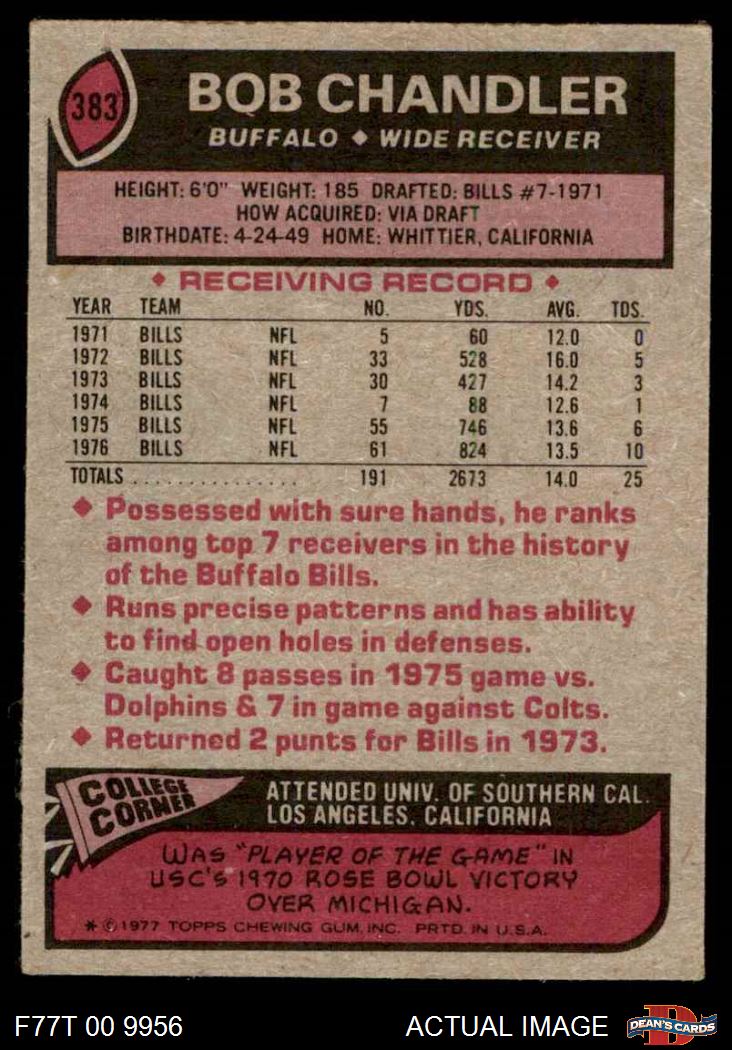 383
BOB CHANDLER
BUFFALO ♦ WIDE RECEIVER
HEIGHT: 6'0" WEIGHT: 185 DRAFTED: BILLS #7-1971
HOW ACQUIRED: VIA DRAFT
BIRTHDATE: 4-24-49 HOME: WHITTIER, CALIFORNIA
♦ RECEIVING RECORD ♦
YEAR TEAM NO. YDS. AVG. TDS.
1971 BILLS NFL 5 60 12.0 0
1972 BILLS NFL 33 528 16.0 5
1973 BILLS NFL 30 427 14.2 3
1974 BILLS NFL 7 88 12.6 1
1975 BILLS NFL 55 746 13.6 6
1976 BILLS NFL 61 824 13.5 10
TOTALS ................ 191 2673 14.0 25
♦ Possessed with sure hands, he ranks
among top 7 receivers in the history
of the Buffalo Bills.
♦ Runs precise patterns and has ability
to find open holes in defenses.
♦ Caught 8 passes in 1975 game vs.
Dolphins & 7 in game against Colts.
♦ Returned 2 punts for Bills in 1973.
COLLEGE
CORNER
ATTENDED UNIV. OF SOUTHERN CAL.
LOS ANGELES, CALIFORNIA
WAS "PLAYER OF THE GAME" IN
USC'S 1970 ROSE BOWL VICTORY
OVER MICHIGAN.
* © 1977 TOPPS CHEWING GUM, INC. PRTD. IN U.S.A.
F77T 00 9956 ACTUAL IMAGE
D
DEAN'S CARDS